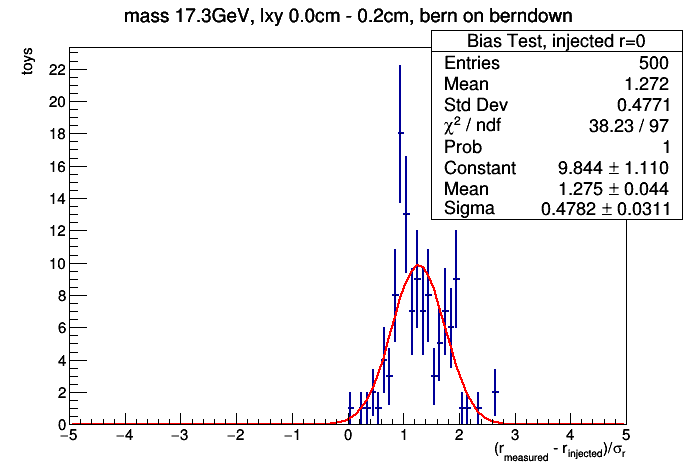 mass 17.3GeV, lxy 0.0cm - 0.2cm, bern on berndown
toys
Bias Test, injected r=0
Entries 500
Mean 1.272
Std Dev 0.4771
χ² / ndf 38.23 / 97
Prob 1
Constant 9.844 ± 1.110
Mean 1.275 ± 0.044
Sigma 0.4782 ± 0.0311
22
20
18
16
14
12
10
8
6
4
2
0
−5 −4 −3 −2 −1 0 1 2 3 4 5
(r_measured - r_injected)/σ_r